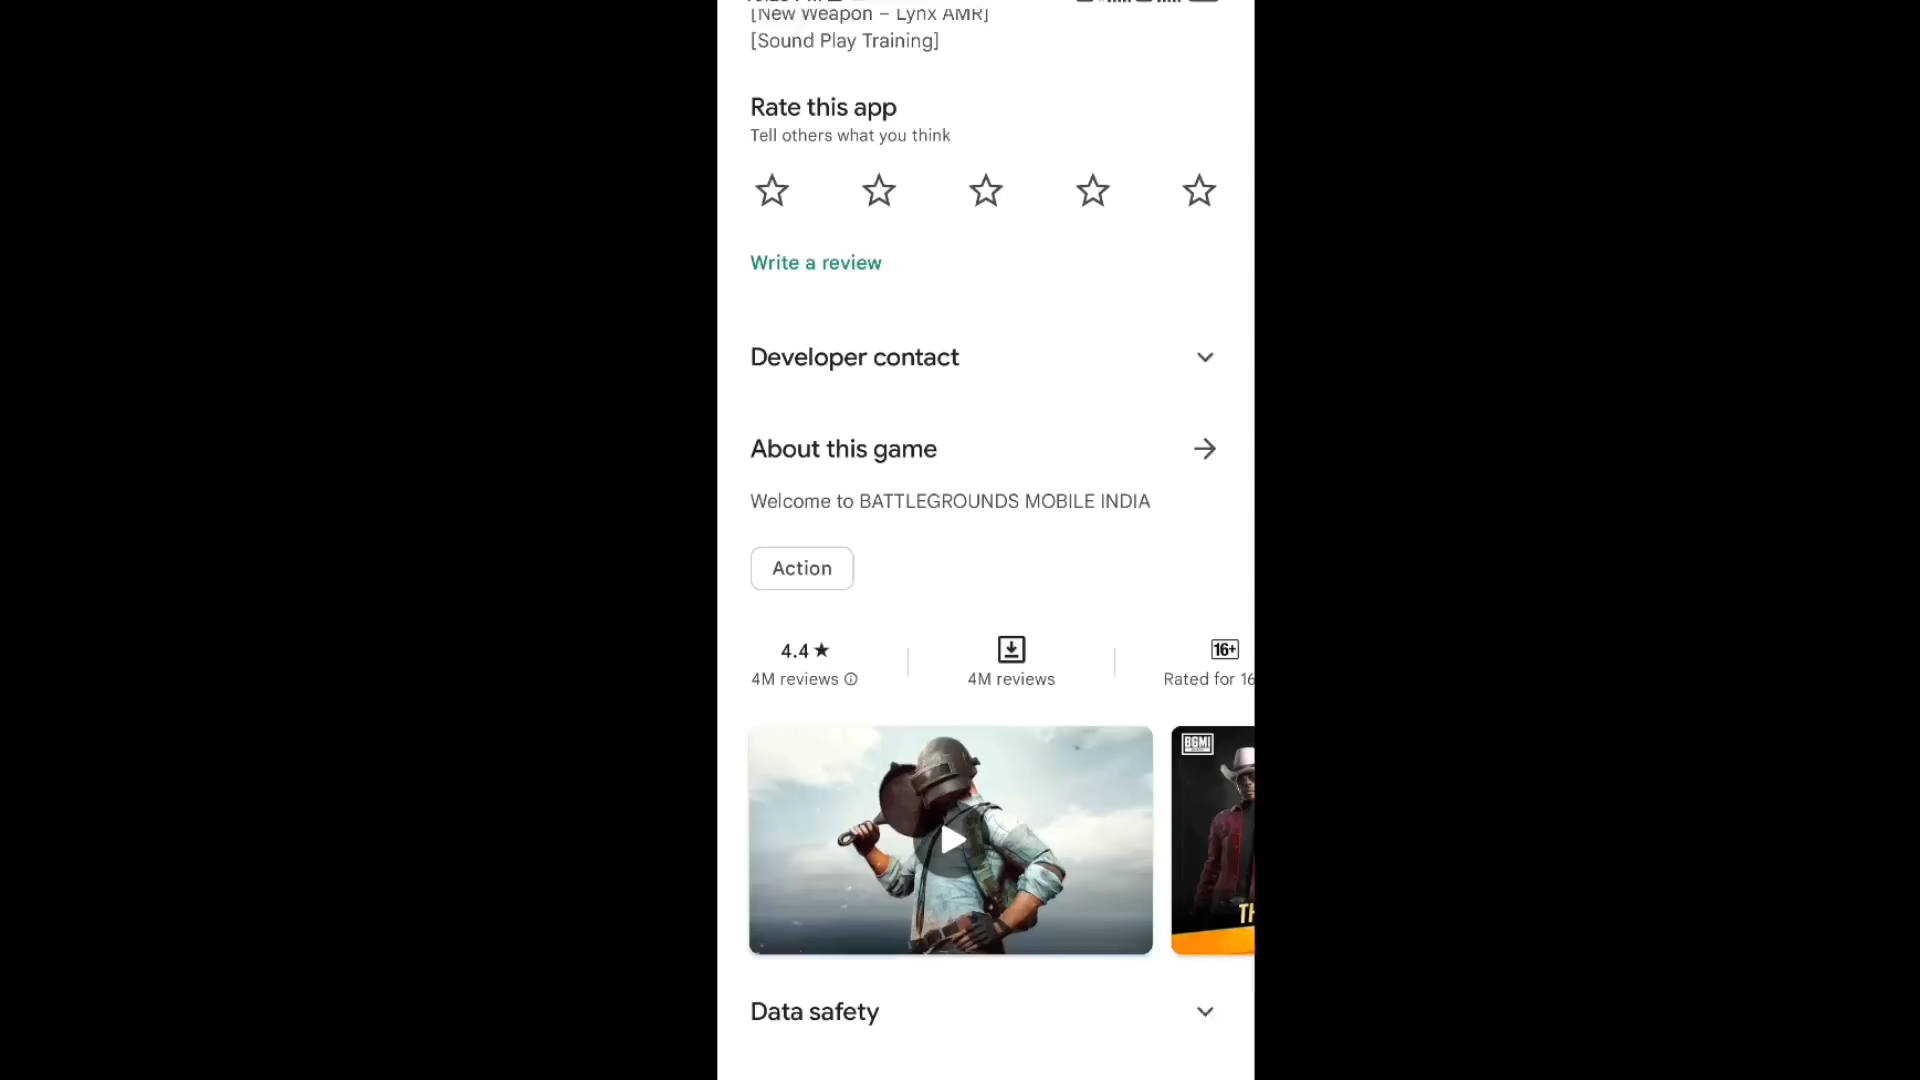 [New Weapon – Lynx AMR]
[Sound Play Training]
Rate this app
Tell others what you think
Write a review
Developer contact
About this game
Welcome to BATTLEGROUNDS MOBILE INDIA
Action
4.4 ★
4M reviews
4M reviews
16+
Rated for 16
BGMI
TH
Data safety